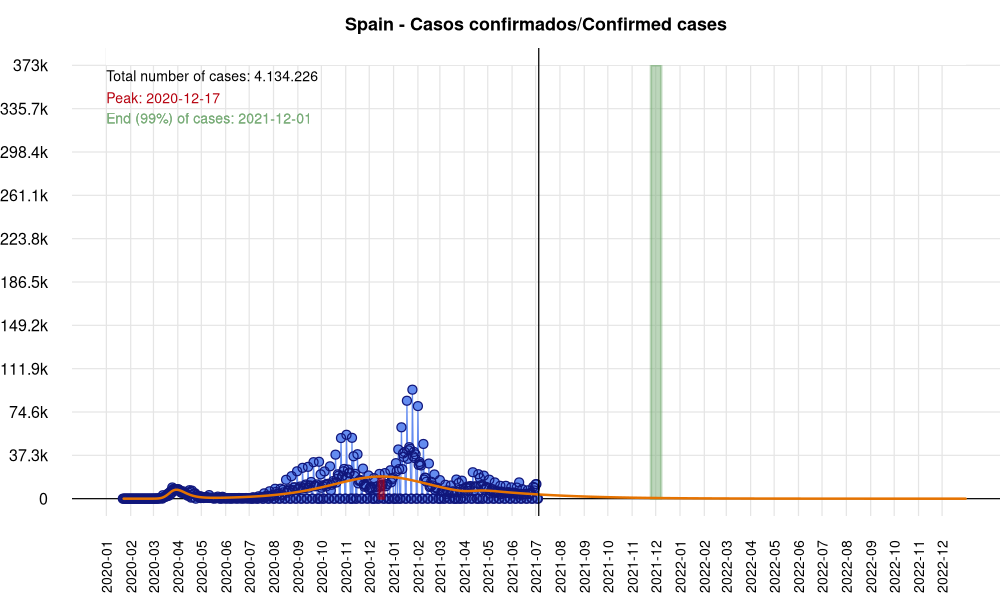 Spain - Casos confirmados/Confirmed cases
373k
Total number of cases: 4.134.226
Peak: 2020-12-17
335.7k
End (99%) of cases: 2021-12-01
298.4k
261.1k
223.8k
186.5k
149.2k
111.9k
74.6k
37.3k
0
2020-01
2020-02
2020-03
2020-04
2020-05
2020-06
2020-07
2020-08
2020-09
2020-10
2020-11
2020-12
2021-01
2021-02
2021-03
2021-04
2021-05
2021-06
2021-07
2021-08
2021-09
2021-10
2021-11
2021-12
2022-01
2022-02
2022-03
2022-04
2022-05
2022-06
2022-07
2022-08
2022-09
2022-10
2022-11
2022-12